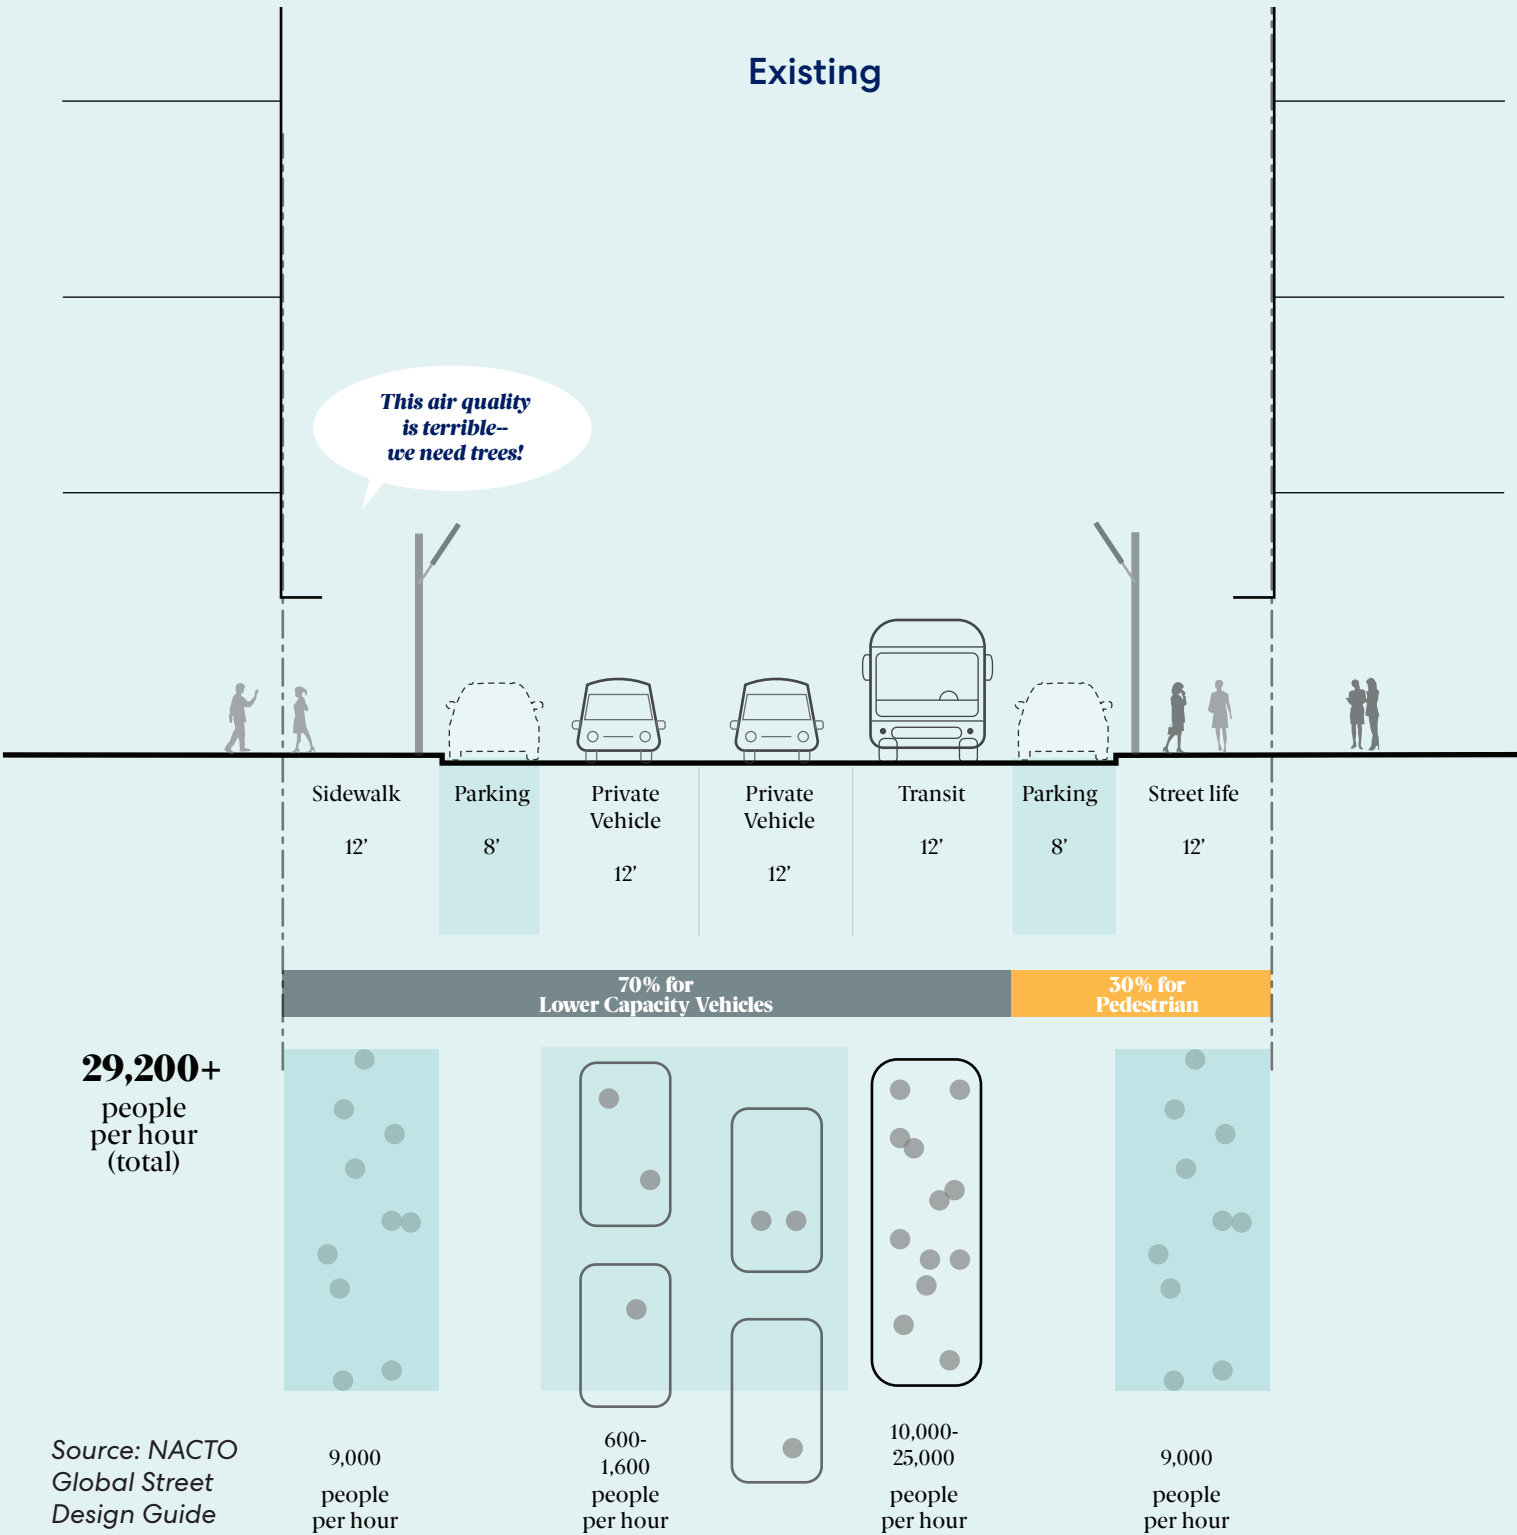 Existing
This air quality
is terrible--
we need trees!
Sidewalk
12’
Parking
8’
Private
Vehicle
12’
Private
Vehicle
12’
Transit
12’
Parking
8’
Street life
12’
70% for
Lower Capacity Vehicles
30% for
Pedestrian
29,200+
people
per hour
(total)
9,000
people
per hour
600-
1,600
people
per hour
10,000-
25,000
people
per hour
9,000
people
per hour
Source: NACTO
Global Street
Design Guide